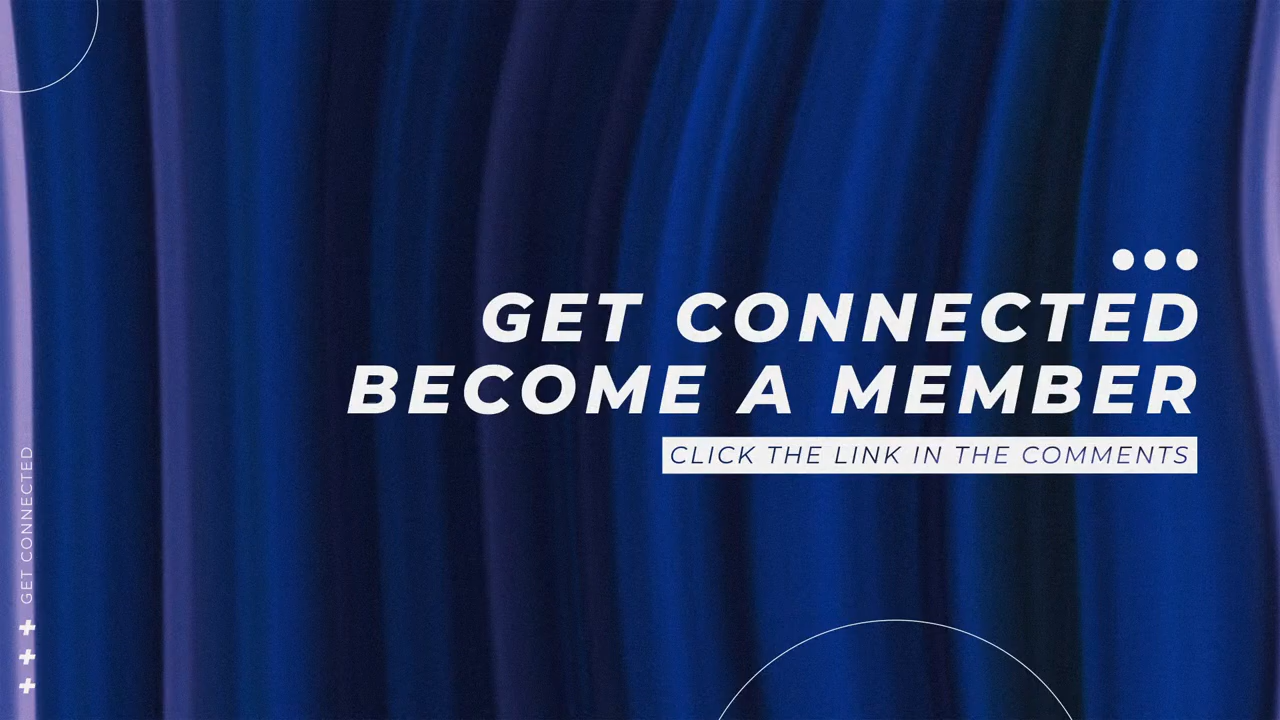 GET CONNECTED
BECOME A MEMBER
CLICK THE LINK IN THE COMMENTS
GET CONNECTED